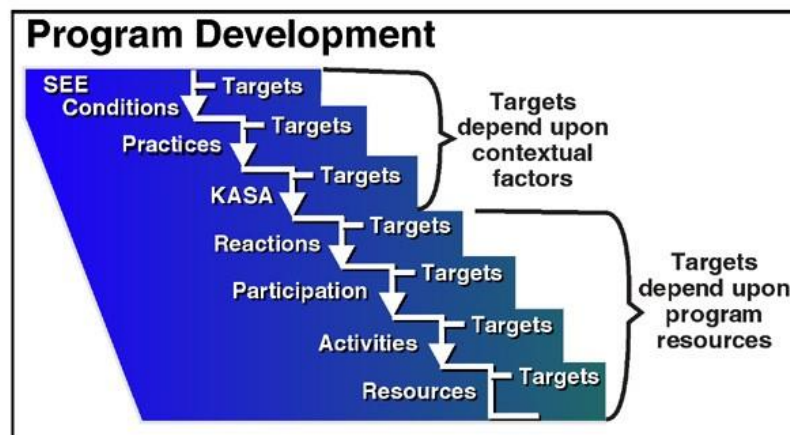 Program Development
SEE
Conditions
Targets
Practices
Targets
KASA
Targets
Reactions
Targets
Participation
Targets
Activities
Targets
Resources
Targets
Targets
depend upon
contextual
factors
Targets
depend upon
program
resources